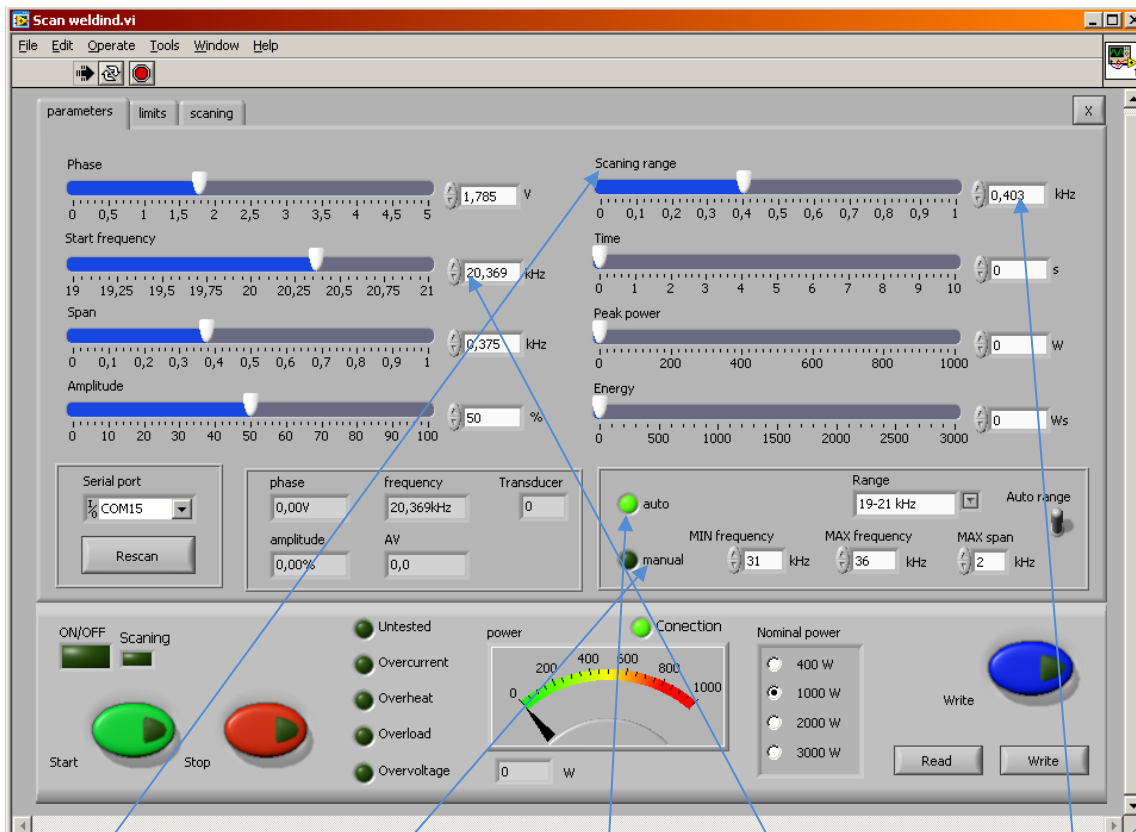 Scan weldind.vi
File Edit Operate Tools Window Help
parameters limits scaning
X
Phase
1,785 V
0 0,5 1 1,5 2 2,5 3 3,5 4 4,5 5
Start frequency
20,369 kHz
19 19,25 19,5 19,75 20 20,25 20,5 20,75 21
Span
0,375 kHz
0 0,1 0,2 0,3 0,4 0,5 0,6 0,7 0,8 0,9 1
Amplitude
50 %
0 10 20 30 40 50 60 70 80 90 100
Scaning range
0,403 kHz
0 0,1 0,2 0,3 0,4 0,5 0,6 0,7 0,8 0,9 1
Time
0 s
0 1 2 3 4 5 6 7 8 9 10
Peak power
0 W
0 200 400 600 800 1000
Energy
0 Ws
0 500 1000 1500 2000 2500 3000
Serial port
I/0 COM15
Rescan
phase frequency Transducer
0,00V 20,369kHz 0
amplitude AV
0,00% 0,0
Range
auto 19-21 kHz Auto range
MIN frequency MAX frequency MAX span
manual 31 kHz 36 kHz 2 kHz
ON/OFF Scaning
Start Stop
Untested
Overcurrent
Overheat
Overload
Overvoltage
power Conection
0 200 400 600 800 1000
0 W
Nominal power
400 W
1000 W
2000 W
3000 W
Write
Read Write